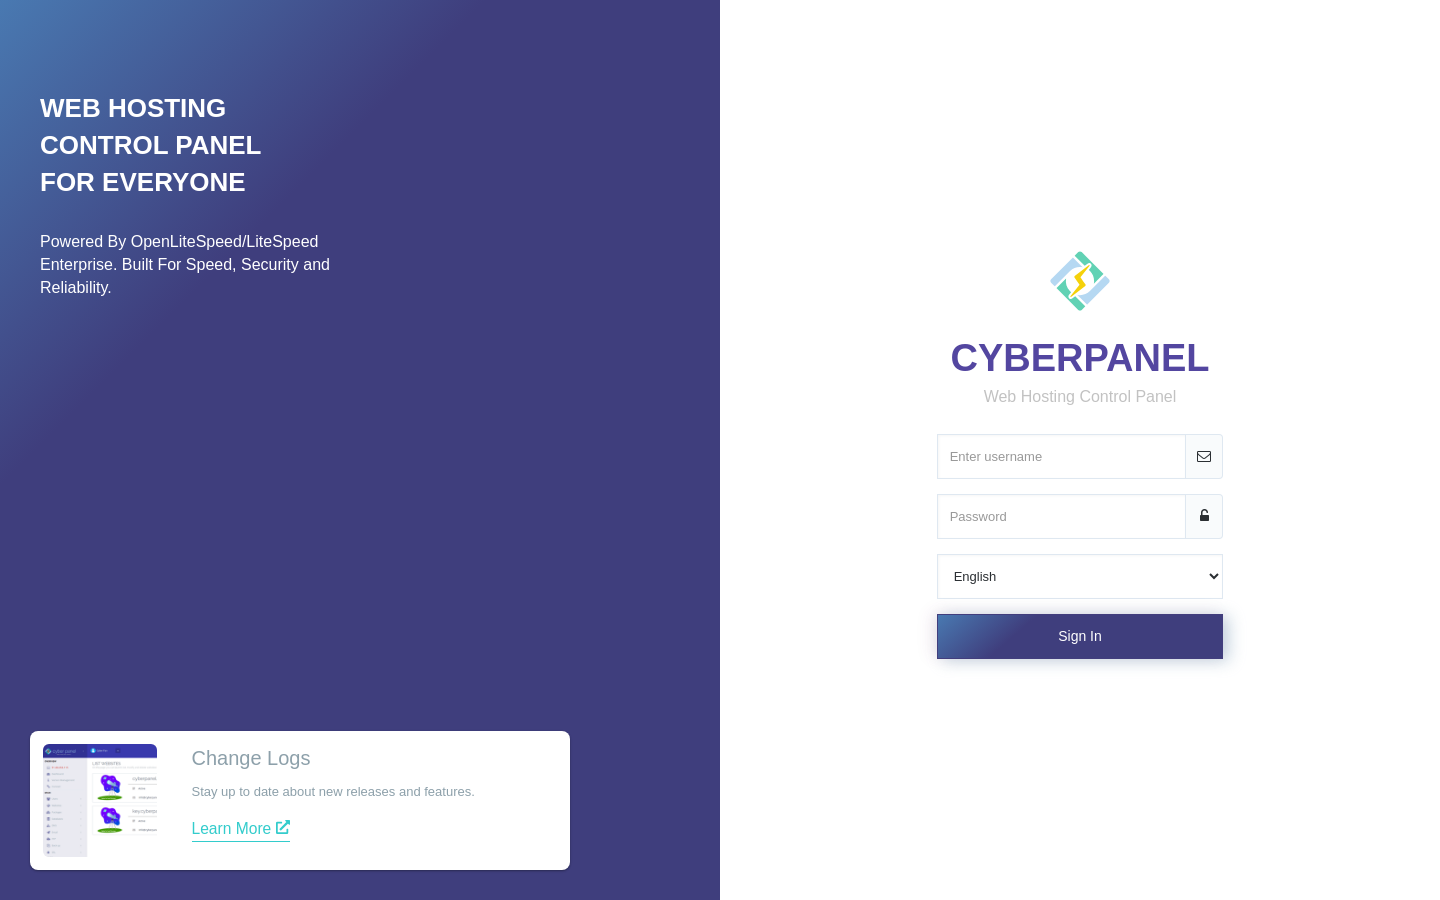 WEB HOSTING
CONTROL PANEL
FOR EVERYONE
Powered By OpenLiteSpeed/LiteSpeed
Enterprise. Built For Speed, Security and
Reliability.
Change Logs
Stay up to date about new releases and features.
Learn More
CYBERPANEL
Web Hosting Control Panel
Enter username
Password
English
Sign In